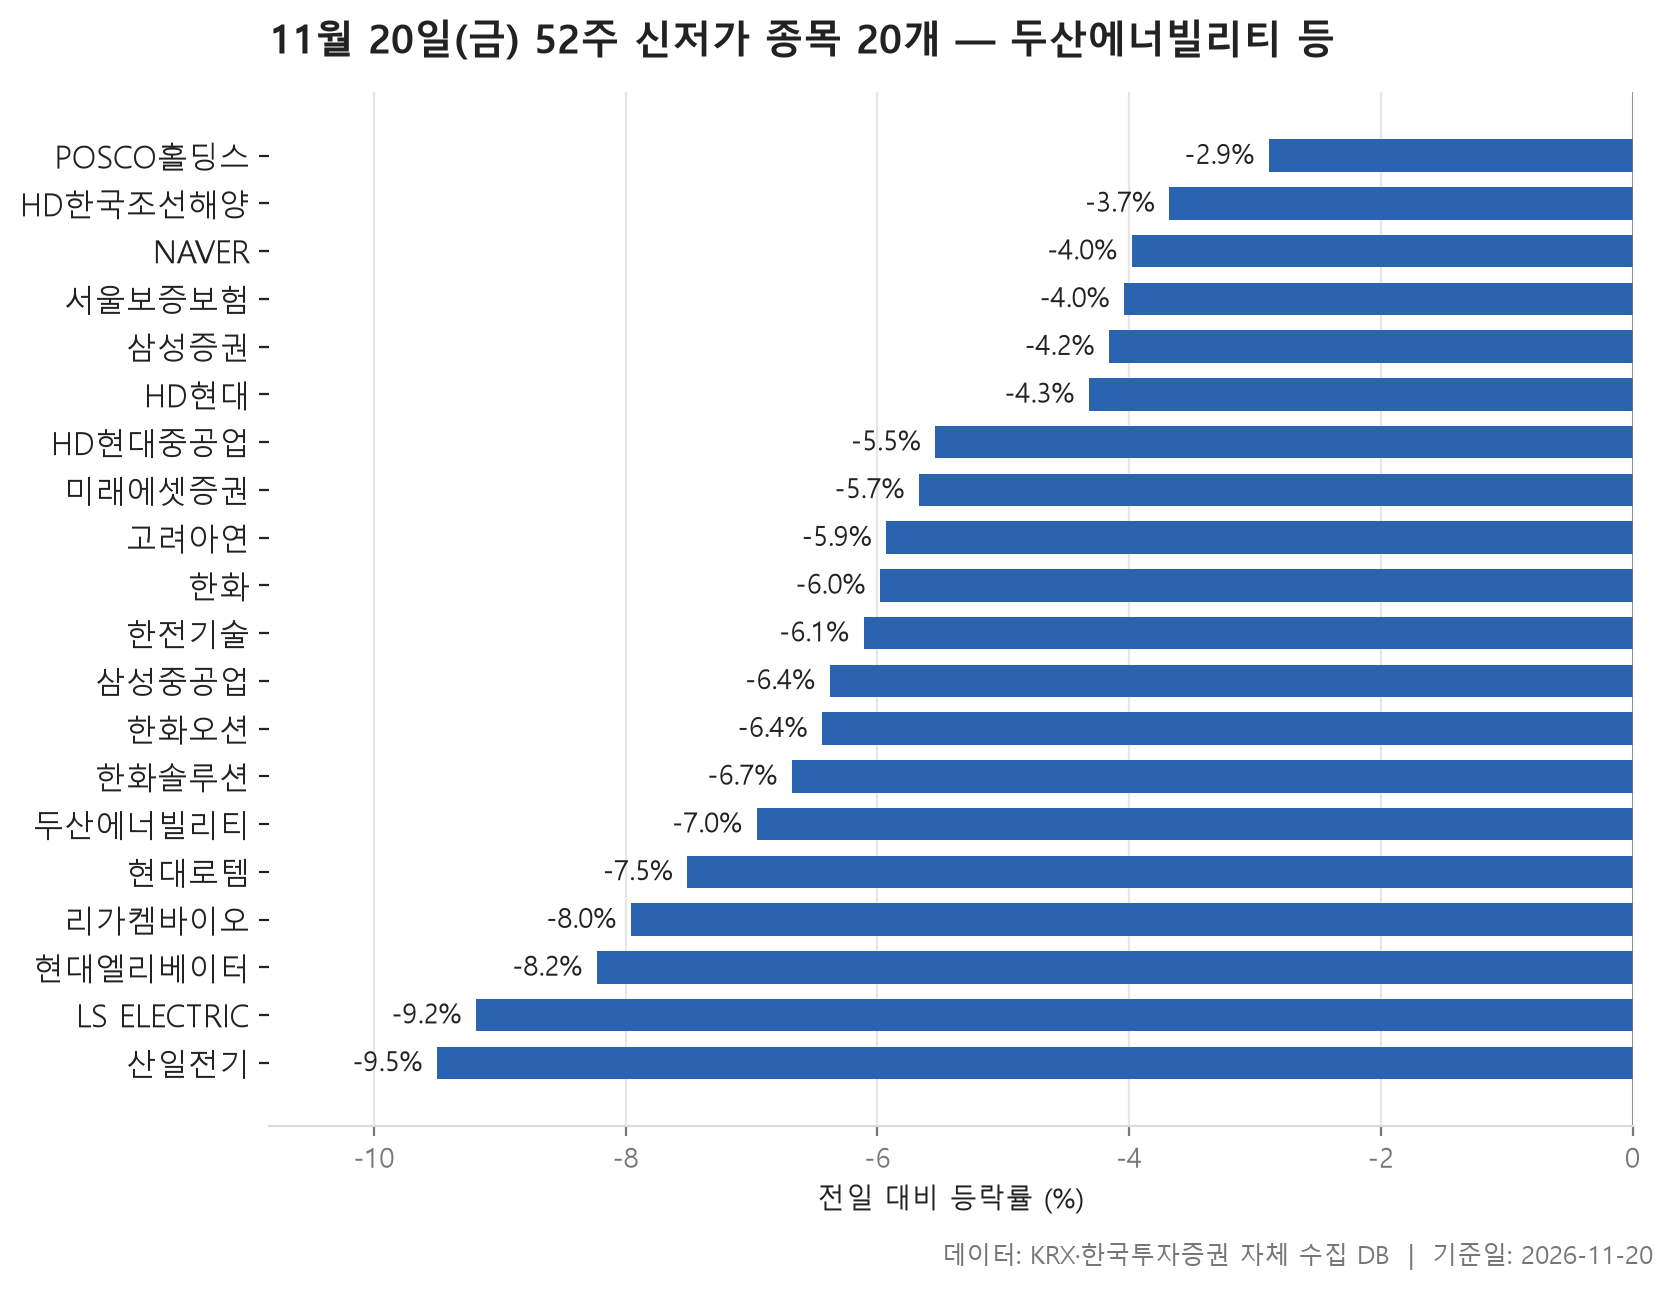 11월 20일(금) 52주 신저가 종목 20개 — 두산에너빌리티 등
POSCO홀딩스 -2.9%
HD한국조선해양 -3.7%
NAVER -4.0%
서울보증보험 -4.0%
삼성증권 -4.2%
HD현대 -4.3%
HD현대중공업 -5.5%
미래에셋증권 -5.7%
고려아연 -5.9%
한화 -6.0%
한전기술 -6.1%
삼성중공업 -6.4%
한화오션 -6.4%
한화솔루션 -6.7%
두산에너빌리티 -7.0%
현대로템 -7.5%
리가켐바이오 -8.0%
현대엘리베이터 -8.2%
LS ELECTRIC -9.2%
산일전기 -9.5%
-10 -8 -6 -4 -2 0
전일 대비 등락률 (%)
데이터: KRX·한국투자증권 자체 수집 DB | 기준일: 2026-11-20